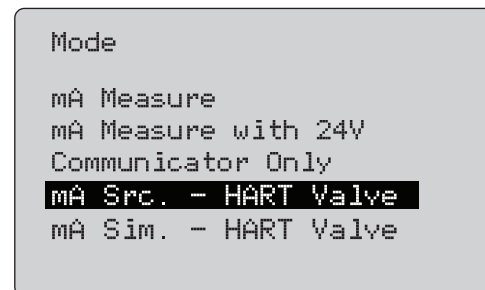 Mode
mA Measure
mA Measure with 24V
Communicator Only
mA Src. - HART Valve
mA Sim. - HART Valve